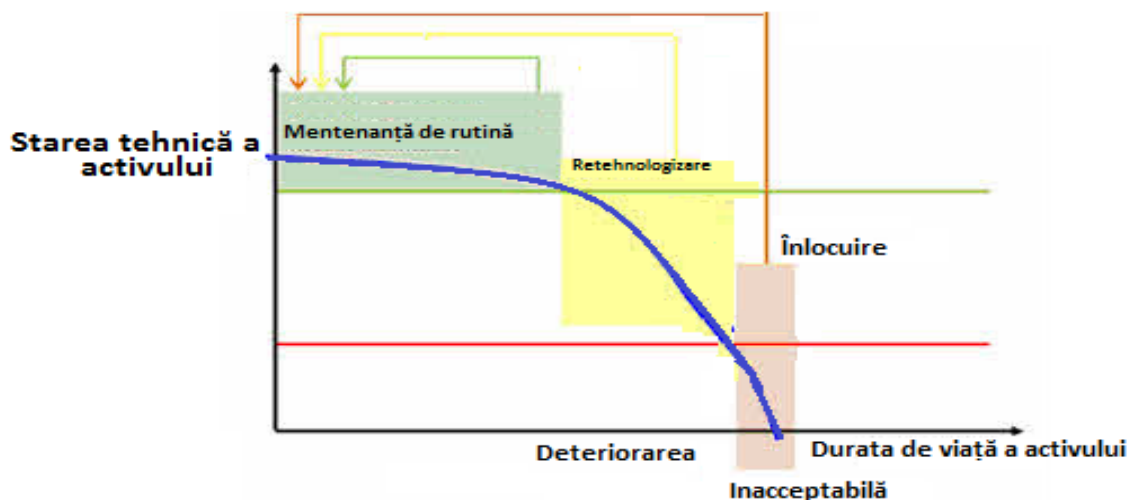 Mentenanță de rutină
Starea tehnică a
activului
Retehnologizare
Înlocuire
Deteriorarea
Durata de viață a activului
Inacceptabilă